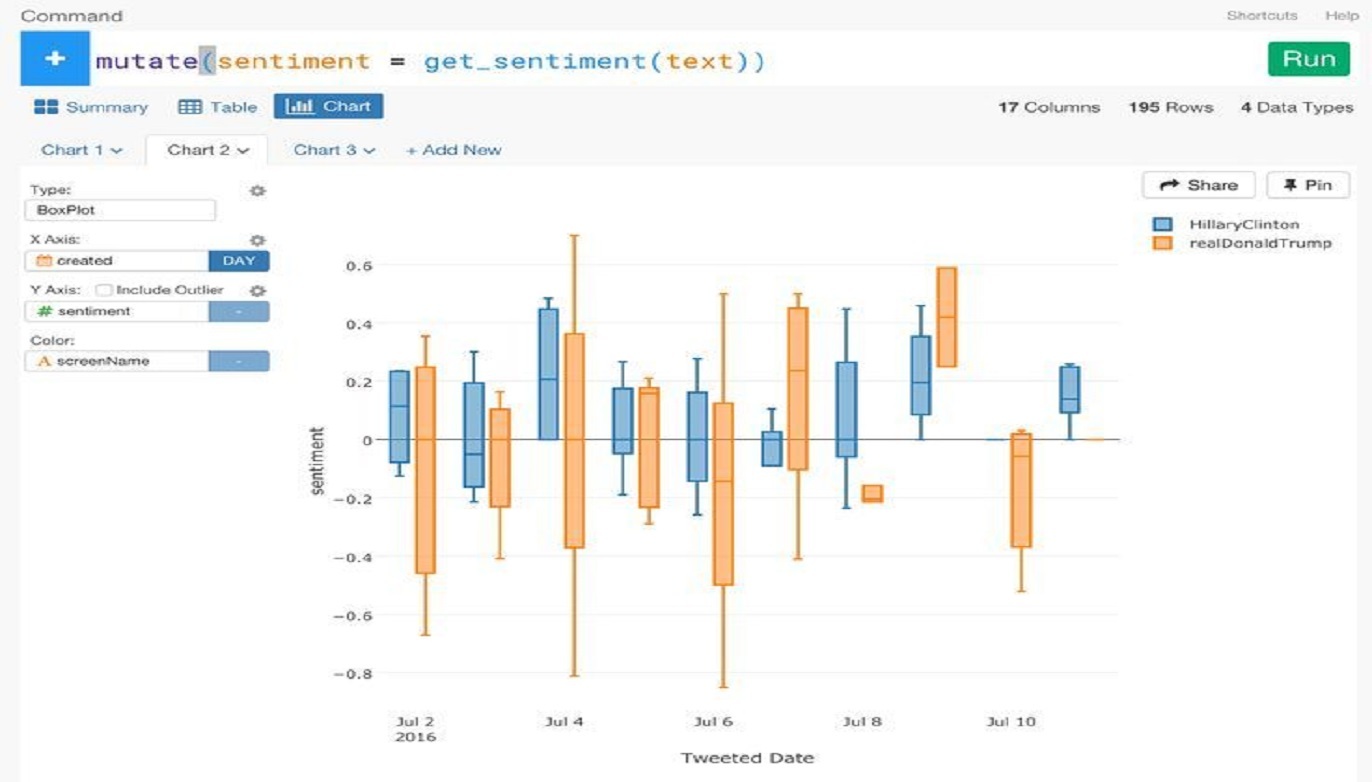 Command Shortcuts Help
+ mutate(sentiment = get_sentiment(text)) Run
Summary Table Chart 17 Columns 195 Rows 4 Data Types
Chart 1 Chart 2 Chart 3 + Add New
Share Pin
Type:
BoxPlot
X Axis:
created DAY
Y Axis: Include Outlier
# sentiment -
Color:
A screenName -
HillaryClinton
realDonaldTrump
0.6
0.4
0.2
0
−0.2
−0.4
−0.6
−0.8
sentiment
Jul 2 Jul 4 Jul 6 Jul 8 Jul 10
2016
Tweeted Date